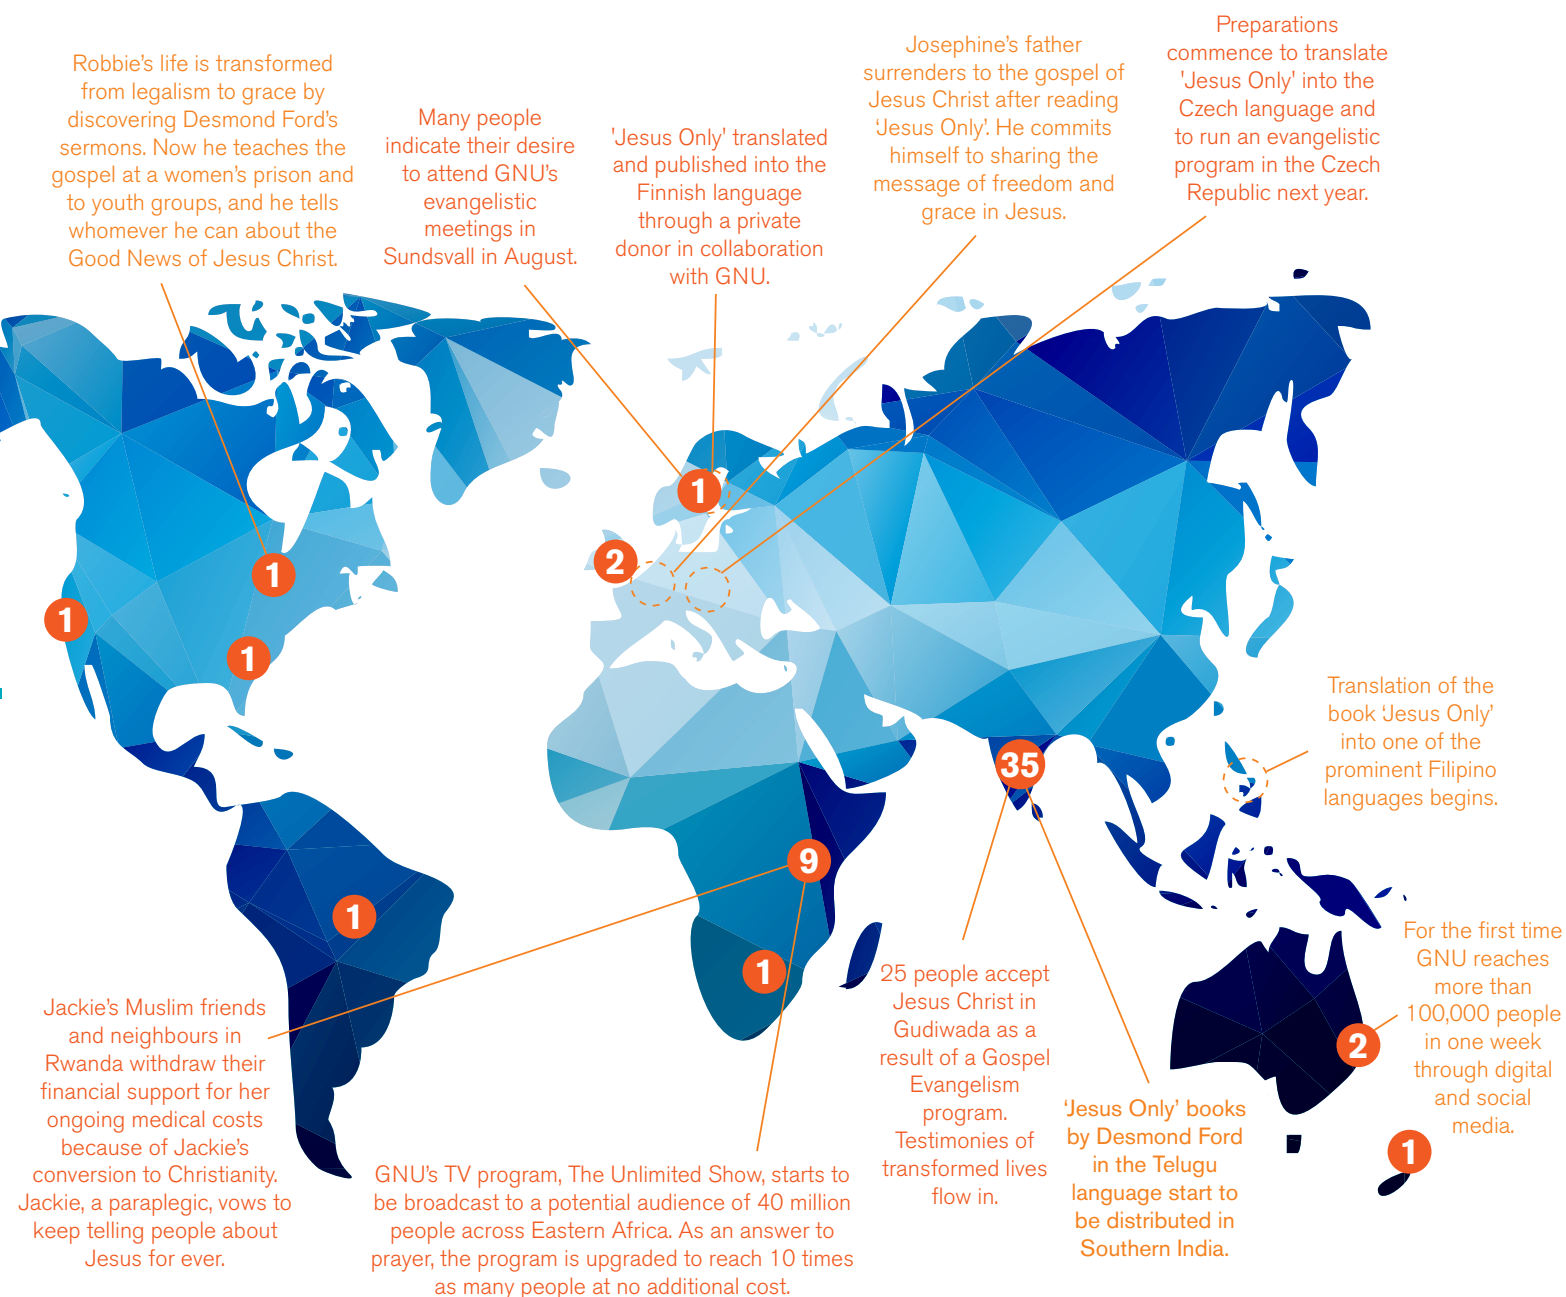 Robbie’s life is transformed
from legalism to grace by
discovering Desmond Ford’s
sermons. Now he teaches the
gospel at a women’s prison and
to youth groups, and he tells
whomever he can about the
Good News of Jesus Christ.
Many people
indicate their desire
to attend GNU’s
evangelistic
meetings in
Sundsvall in August.
'Jesus Only' translated
and published into the
Finnish language
through a private
donor in collaboration
with GNU.
Josephine’s father
surrenders to the gospel of
Jesus Christ after reading
‘Jesus Only’. He commits
himself to sharing the
message of freedom and
grace in Jesus.
Preparations
commence to translate
'Jesus Only' into the
Czech language and
to run an evangelistic
program in the Czech
Republic next year.
1
2
1
1
1
Translation of the
book ‘Jesus Only’
into one of the
prominent Filipino
languages begins.
35
9
1
1
For the first time
GNU reaches
more than
100,000 people
in one week
through digital
and social
media.
2
1
Jackie’s Muslim friends
and neighbours in
Rwanda withdraw their
financial support for her
ongoing medical costs
because of Jackie’s
conversion to Christianity.
Jackie, a paraplegic, vows to
keep telling people about
Jesus for ever.
GNU’s TV program, The Unlimited Show, starts to
be broadcast to a potential audience of 40 million
people across Eastern Africa. As an answer to
prayer, the program is upgraded to reach 10 times
as many people at no additional cost.
25 people accept
Jesus Christ in
Gudiwada as a
result of a Gospel
Evangelism
program.
Testimonies of
transformed lives
flow in.
‘Jesus Only’ books
by Desmond Ford
in the Telugu
language start to
be distributed in
Southern India.